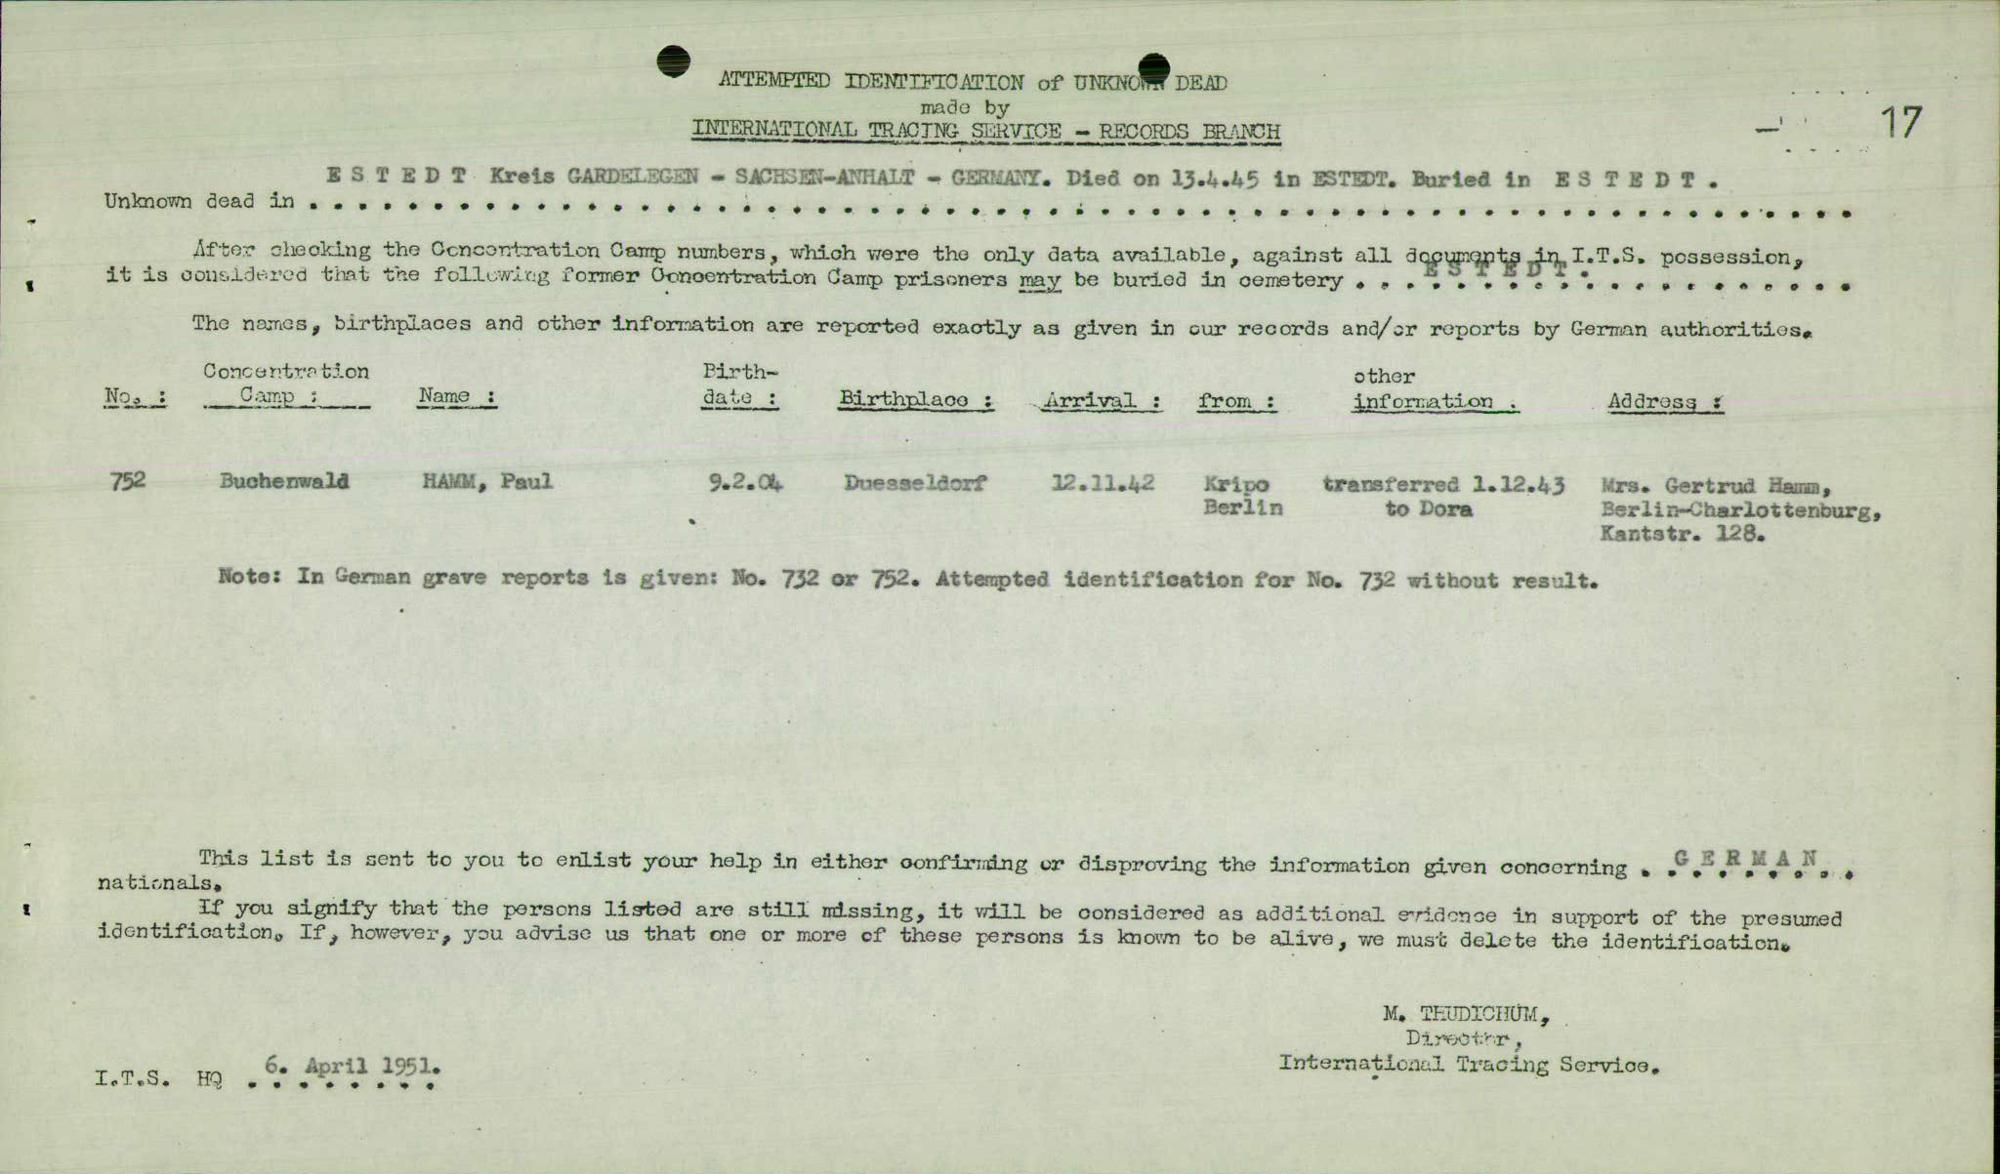 17
ATTEMPTED IDENTIFICATION of UNKNOWN DEAD
made by
INTERNATIONAL TRACING SERVICE - RECORDS BRANCH
E S T E D T Kreis GARDELEGEN - SACHSEN-ANHALT - GERMANY. Died on 13.4.45 in ESTEDT. Buried in E S T E D T .
Unknown dead in . . . . . . . . . . . . . . . . . . . . . . . . . . . . . . . . . . . . . . . . . . . . . . . . . . . . . . . . . . . .
After checking the Concentration Camp numbers, which were the only data available, against all documents in I.T.S. possession,
it is considered that the following former Concentration Camp prisoners may be buried in cemetery . . E S T E D T . . . . . . . . . . .
The names, birthplaces and other information are reported exactly as given in our records and/or reports by German authorities.
No. : Concentration Camp : Name : Birth-date : Birthplace : Arrival : from : other information : Address :
752 Buchenwald HAMM, Paul 9.2.04 Duesseldorf 12.11.42 Kripo transferred 1.12.43 Mrs. Gertrud Hamm,
Berlin to Dora Berlin-Charlottenburg,
Kantstr. 128.
Note: In German grave reports is given: No. 732 or 752. Attempted identification for No. 732 without result.
This list is sent to you to enlist your help in either confirming or disproving the information given concerning . G E R M A N . .
nationals.
If you signify that the persons listed are still missing, it will be considered as additional evidence in support of the presumed
identification. If, however, you advise us that one or more of these persons is known to be alive, we must delete the identification.
M. THUDICHUM,
Director,
International Tracing Service.
I.T.S. HQ 6. April 1951.